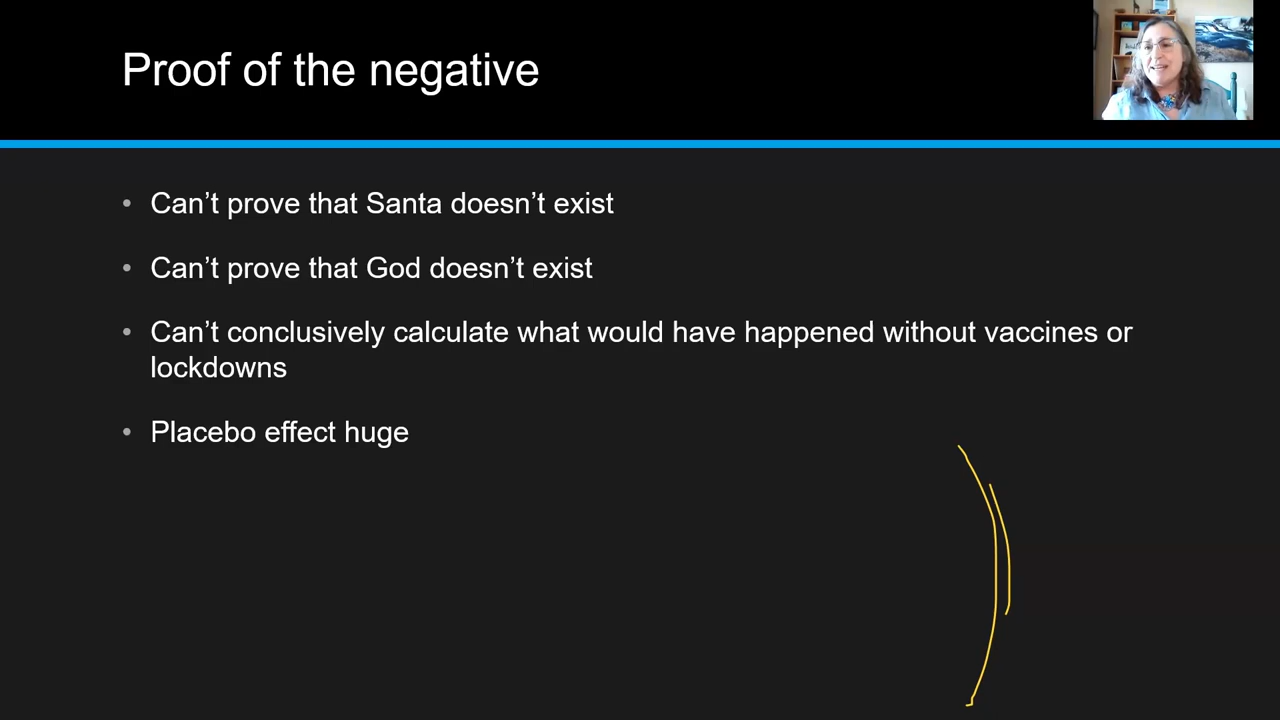 Proof of the negative
• Can’t prove that Santa doesn’t exist
• Can’t prove that God doesn’t exist
• Can’t conclusively calculate what would have happened without vaccines or
lockdowns
• Placebo effect huge